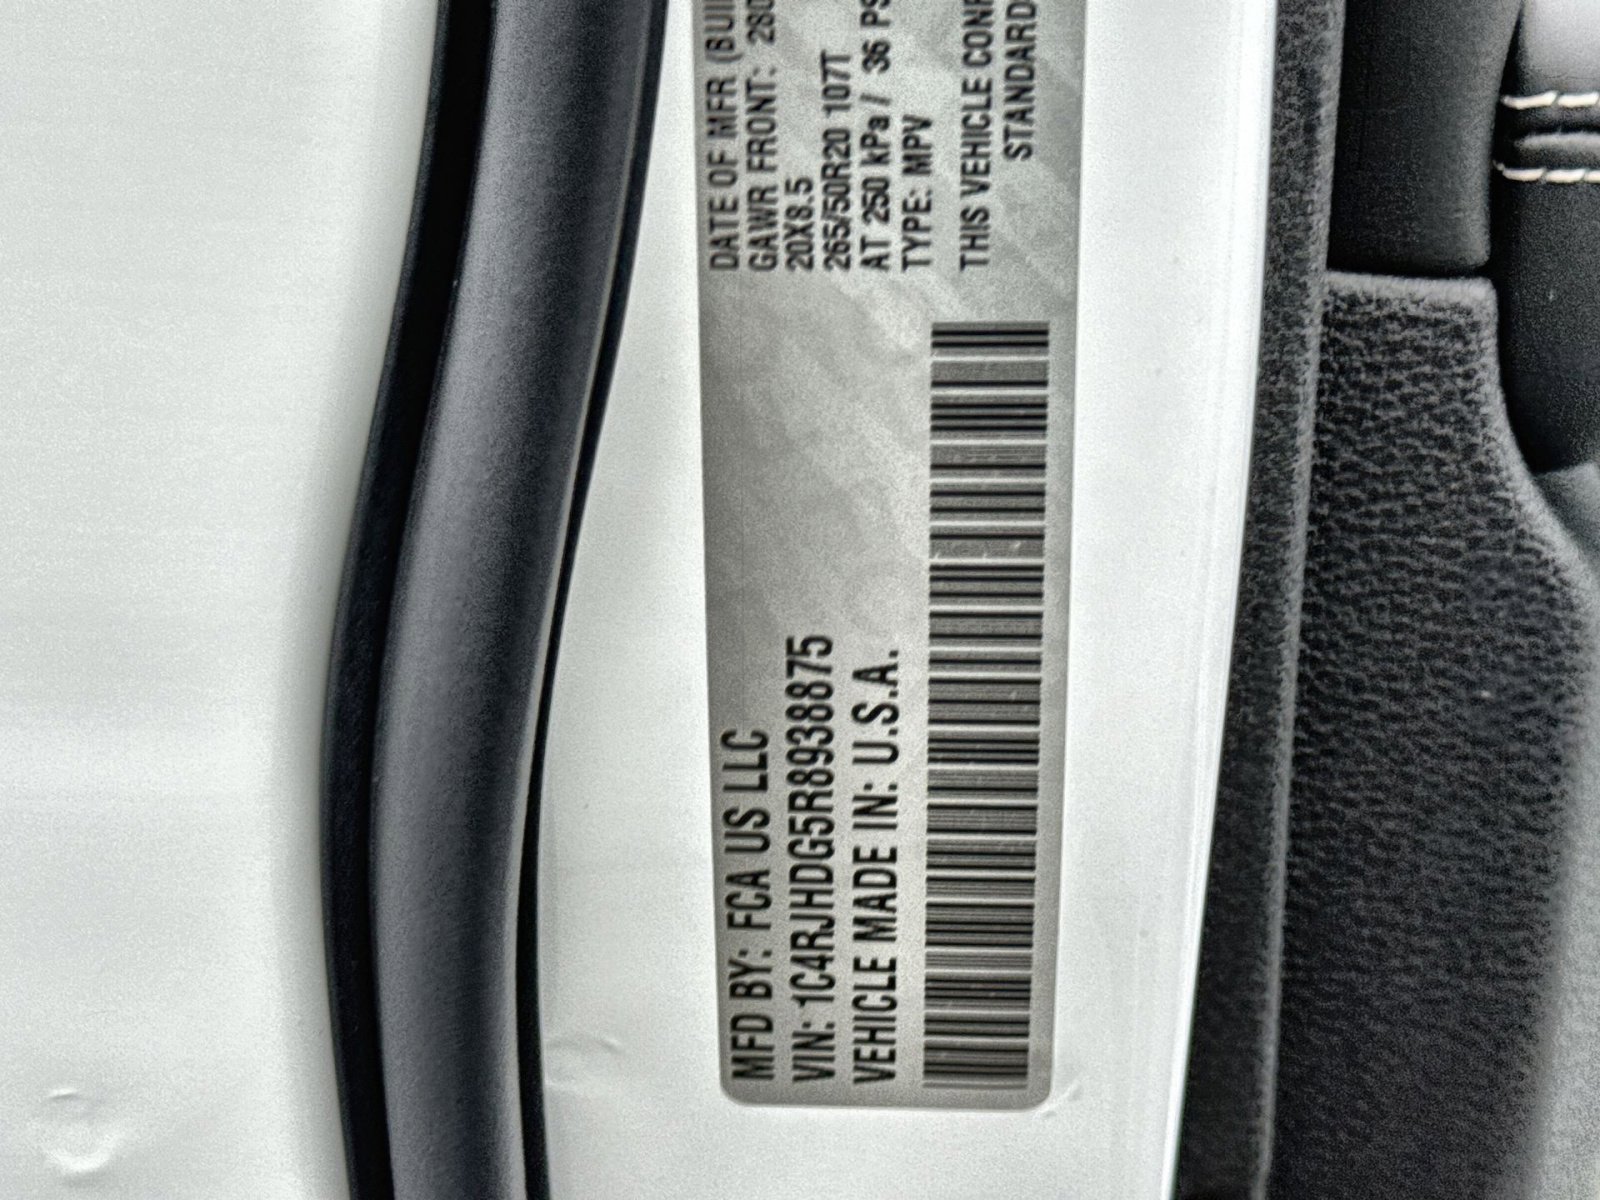 MFD BY: FCA US LLC
VIN: 1C4RJHDG5R8938875
VEHICLE MADE IN: U.S.A.
DATE OF MFR (BUI
GAWR FRONT: 280
20X8.5
265/50R20 107T
AT 250 kPa / 36 PS
TYPE: MPV
THIS VEHICLE CONF
STANDARD